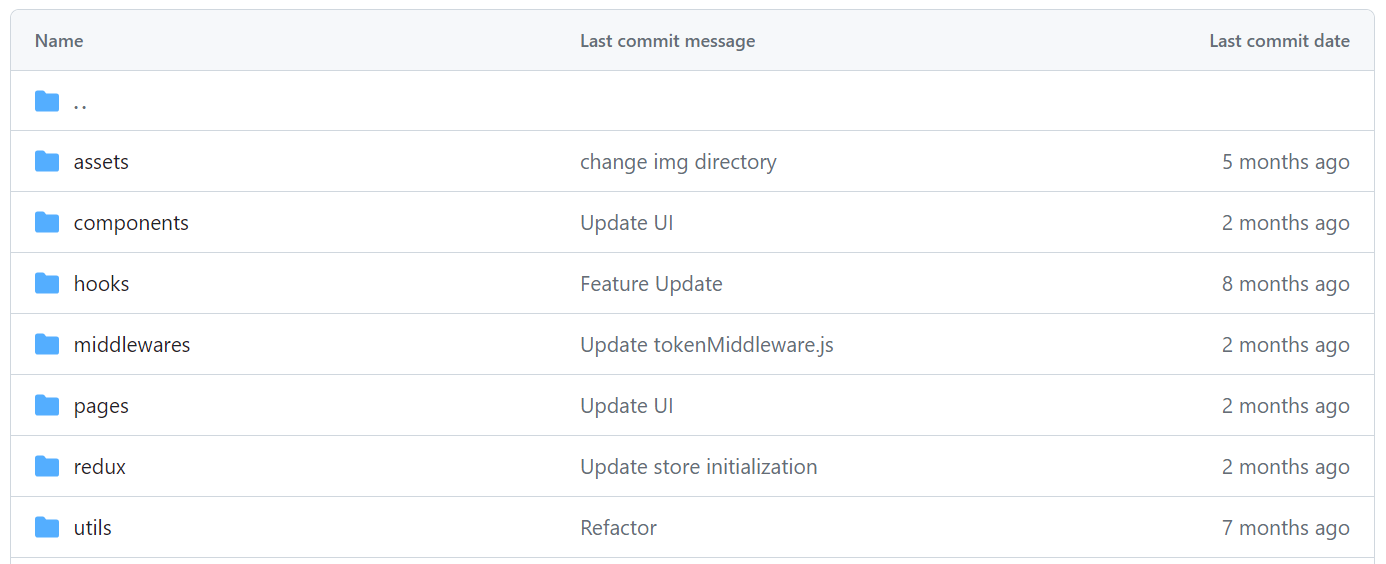 Name Last commit message Last commit date
..
assets change img directory 5 months ago
components Update UI 2 months ago
hooks Feature Update 8 months ago
middlewares Update tokenMiddleware.js 2 months ago
pages Update UI 2 months ago
redux Update store initialization 2 months ago
utils Refactor 7 months ago